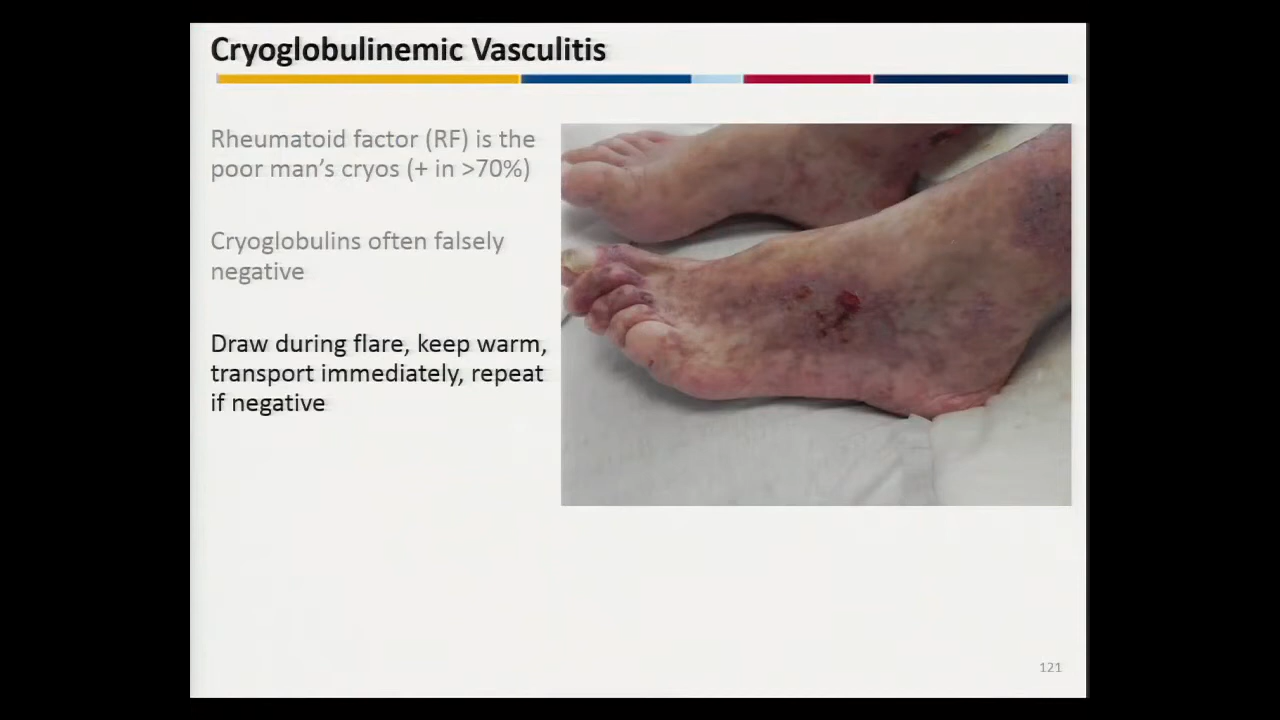 Cryoglobulinemic Vasculitis
Rheumatoid factor (RF) is the
poor man’s cryos (+ in >70%)
Cryoglobulins often falsely
negative
Draw during flare, keep warm,
transport immediately, repeat
if negative
121